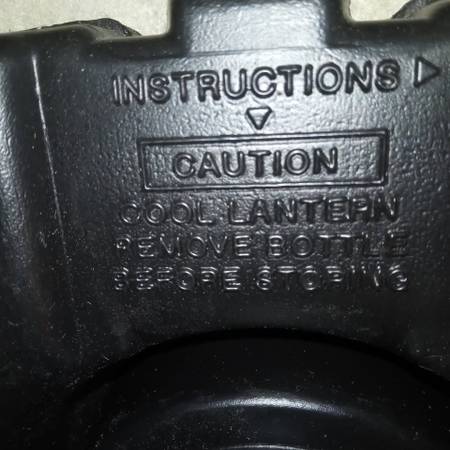 INSTRUCTIONS
CAUTION
COOL LANTERN
REMOVE BOTTLE
BEFORE STORING